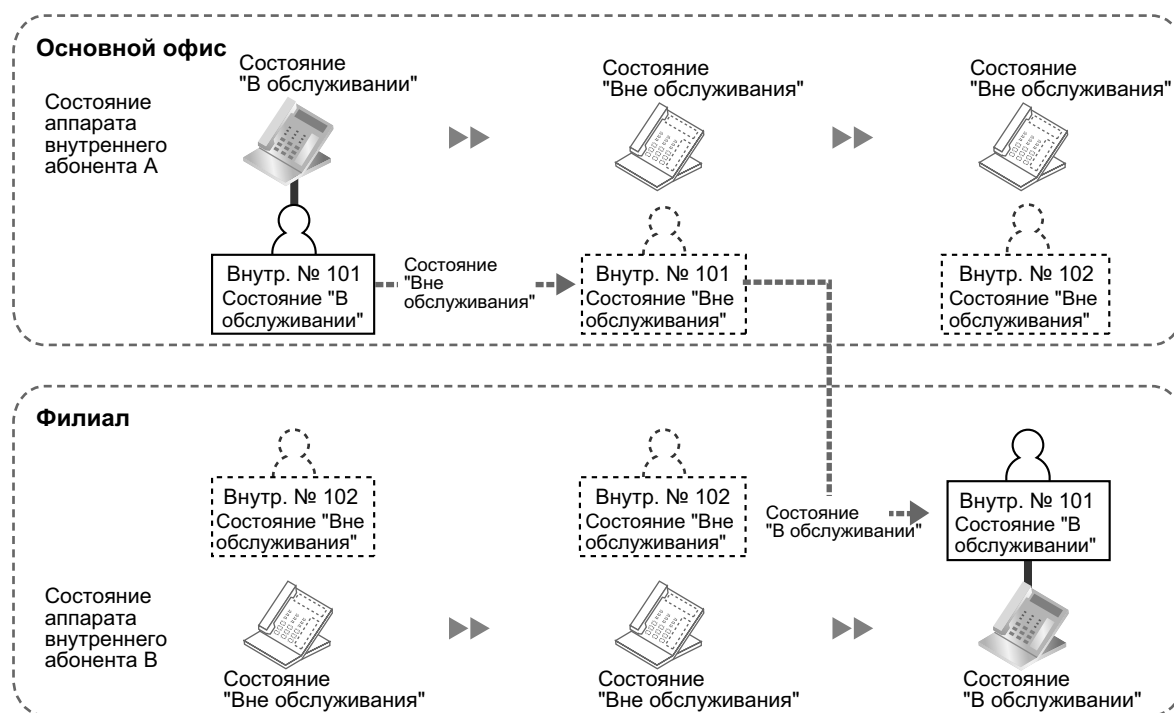 Основной офис
Состояние
"В обслуживании"
Состояние
"Вне обслуживания"
Состояние
"Вне обслуживания"
Состояние
аппарата
внутреннего
абонента А
Внутр. № 101
Состояние "В
обслуживании"
Состояние
"Вне
обслуживания"
Внутр. № 101
Состояние "Вне
обслуживания"
Внутр. № 102
Состояние "Вне
обслуживания"
Филиал
Внутр. № 102
Состояние "Вне
обслуживания"
Внутр. № 102
Состояние "Вне
обслуживания"
Состояние
"В обслуживании"
Внутр. № 101
Состояние "В
обслуживании"
Состояние
аппарата
внутреннего
абонента В
Состояние
"Вне обслуживания"
Состояние
"Вне обслуживания"
Состояние
"В обслуживании"